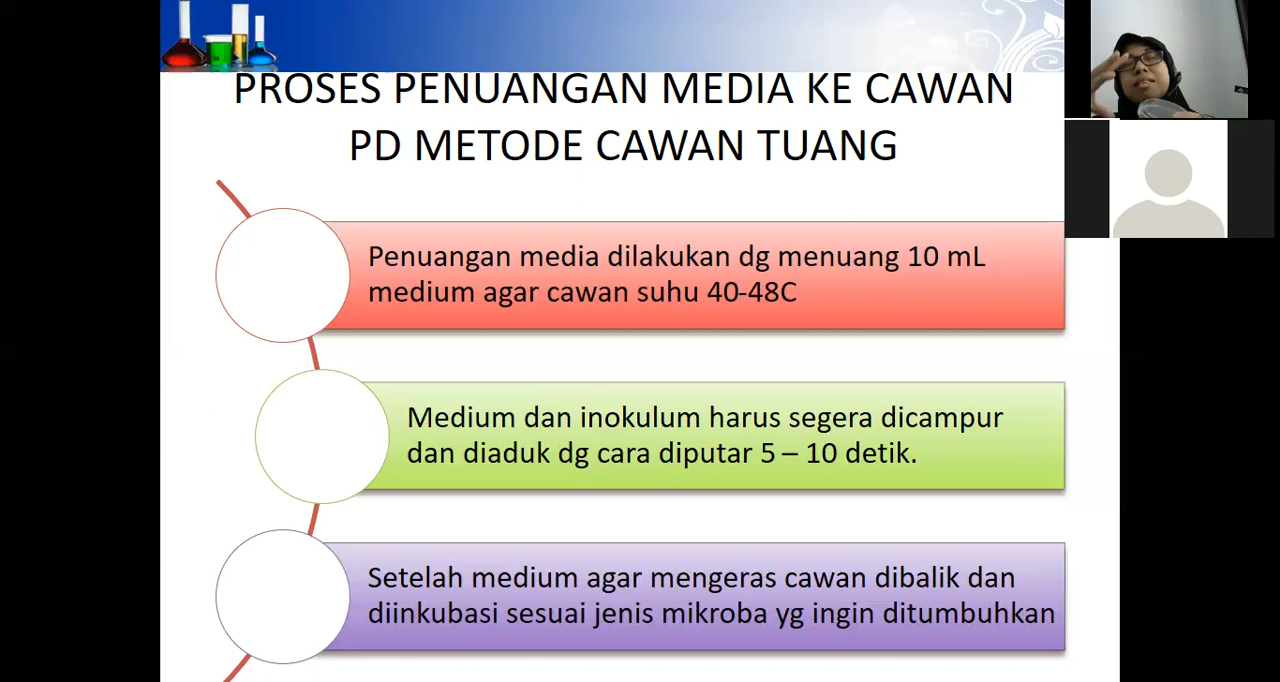 PROSES PENUANGAN MEDIA KE CAWAN
PD METODE CAWAN TUANG
Penuangan media dilakukan dg menuang 10 mL
medium agar cawan suhu 40-48C
Medium dan inokulum harus segera dicampur
dan diaduk dg cara diputar 5 – 10 detik.
Setelah medium agar mengeras cawan dibalik dan
diinkubasi sesuai jenis mikroba yg ingin ditumbuhkan